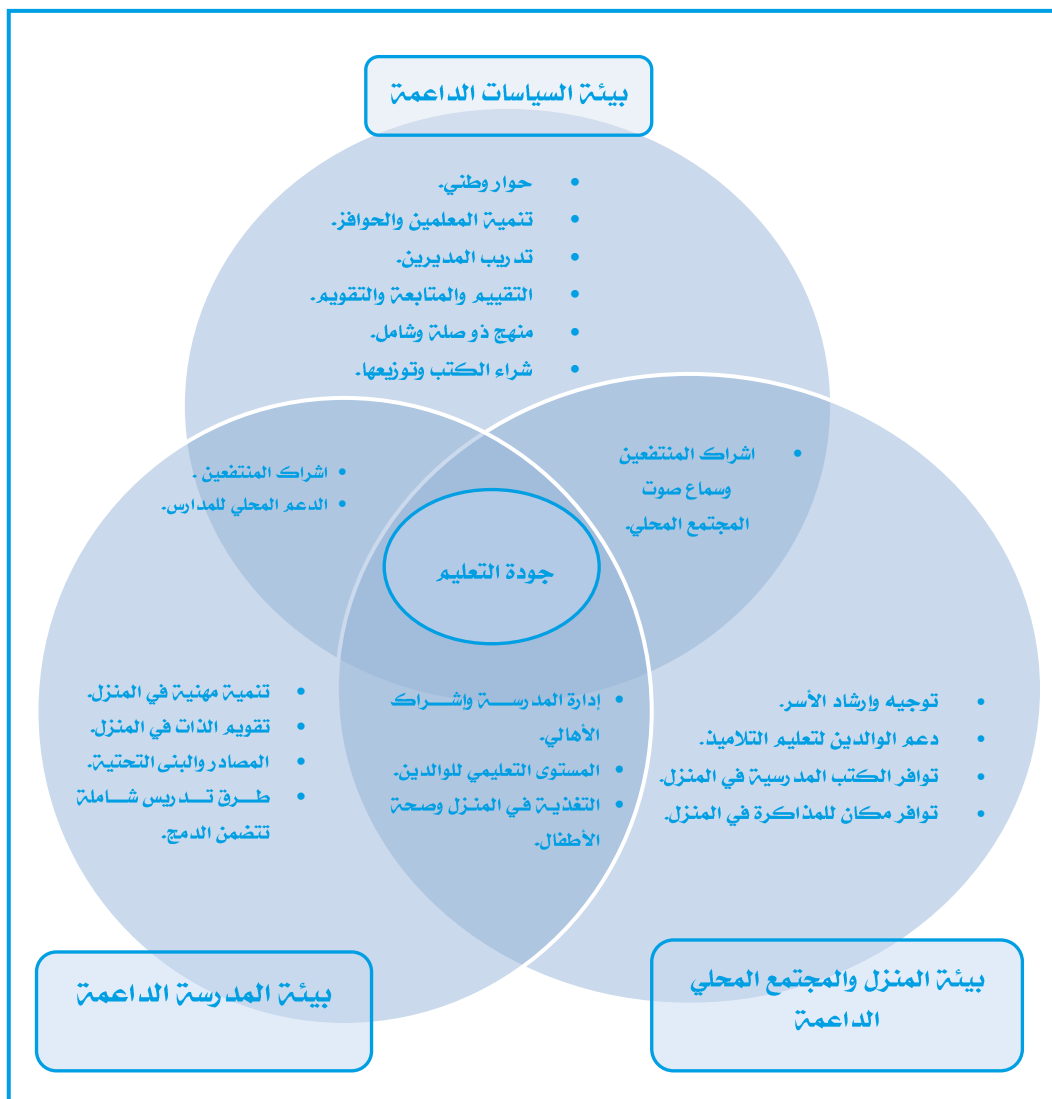 بيئة السياسات الداعمة
• حوار وطني.
• تنمية المعلمين والحوافز.
• تدريب المديرين.
• التقييم والمتابعة والتقويم.
• منهج ذو صلة وشامل.
• شراء الكتب وتوزيعها.
• اشراك المنتفعين
وسماع صوت
المجتمع المحلي.
• اشراك المنتفعين .
• الدعم المحلي للمدارس.
جودة التعليم
• توجيه وارشاد الأسر.
• دعم الوالدين لتعليم التلاميذ.
• توافر الكتب المدرسية في المنزل.
• توافر مكان للمذاكرة في المنزل.
• إدارة المدرسة وإشراك
الأهالي.
• المستوى التعليمي للوالدين.
• التغذية في المنزل وصحة
الأطفال.
• تنمية مهنية في المنزل.
• تقويم الذات في المنزل.
• المصادر والبنى التحتية.
• طرق تدريس شاملة
تتضمن الدمج.
بيئة المنزل والمجتمع المحلي
الداعمة
بيئة المدرسة الداعمة